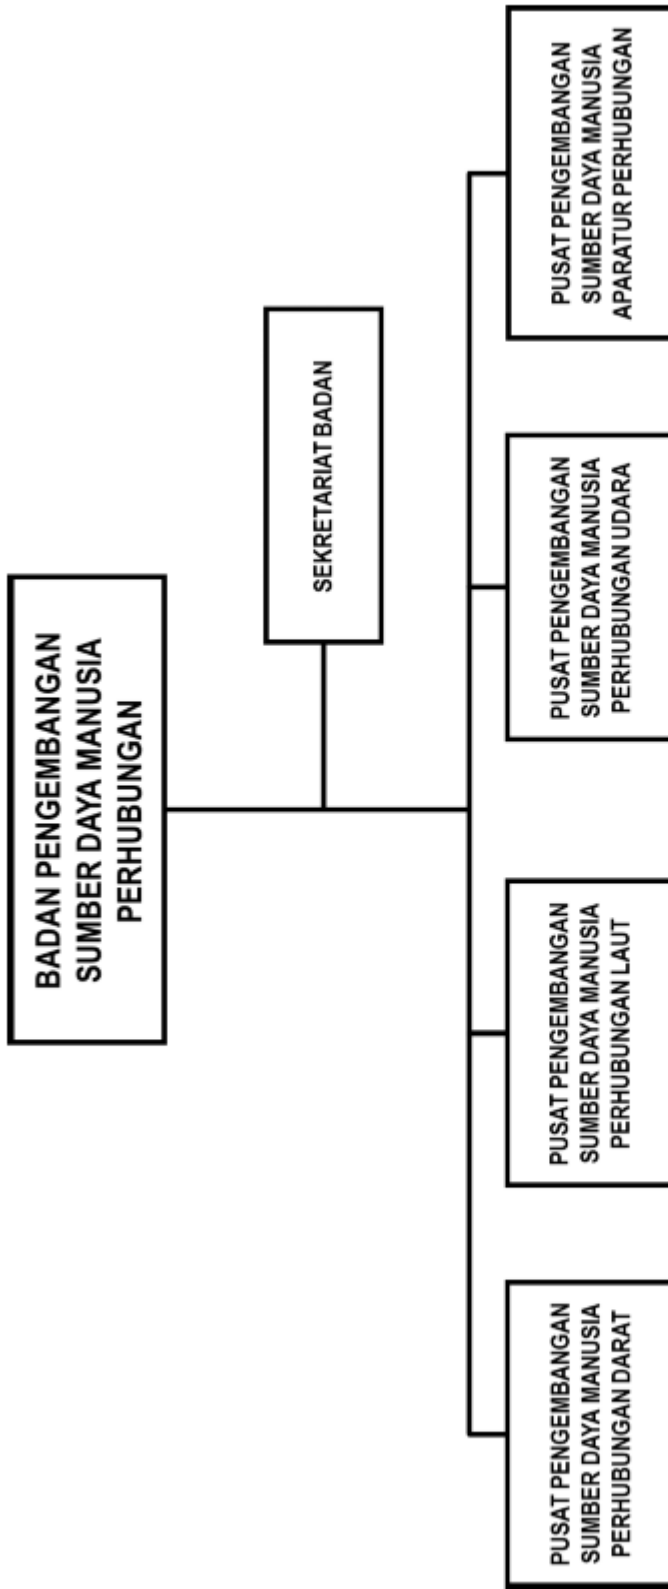 BADAN PENGEMBANGAN
SUMBER DAYA MANUSIA
PERHUBUNGAN
SEKRETARIAT BADAN
PUSAT PENGEMBANGAN
SUMBER DAYA MANUSIA
PERHUBUNGAN DARAT
PUSAT PENGEMBANGAN
SUMBER DAYA MANUSIA
PERHUBUNGAN LAUT
PUSAT PENGEMBANGAN
SUMBER DAYA MANUSIA
PERHUBUNGAN UDARA
PUSAT PENGEMBANGAN
SUMBER DAYA MANUSIA
APARATUR PERHUBUNGAN